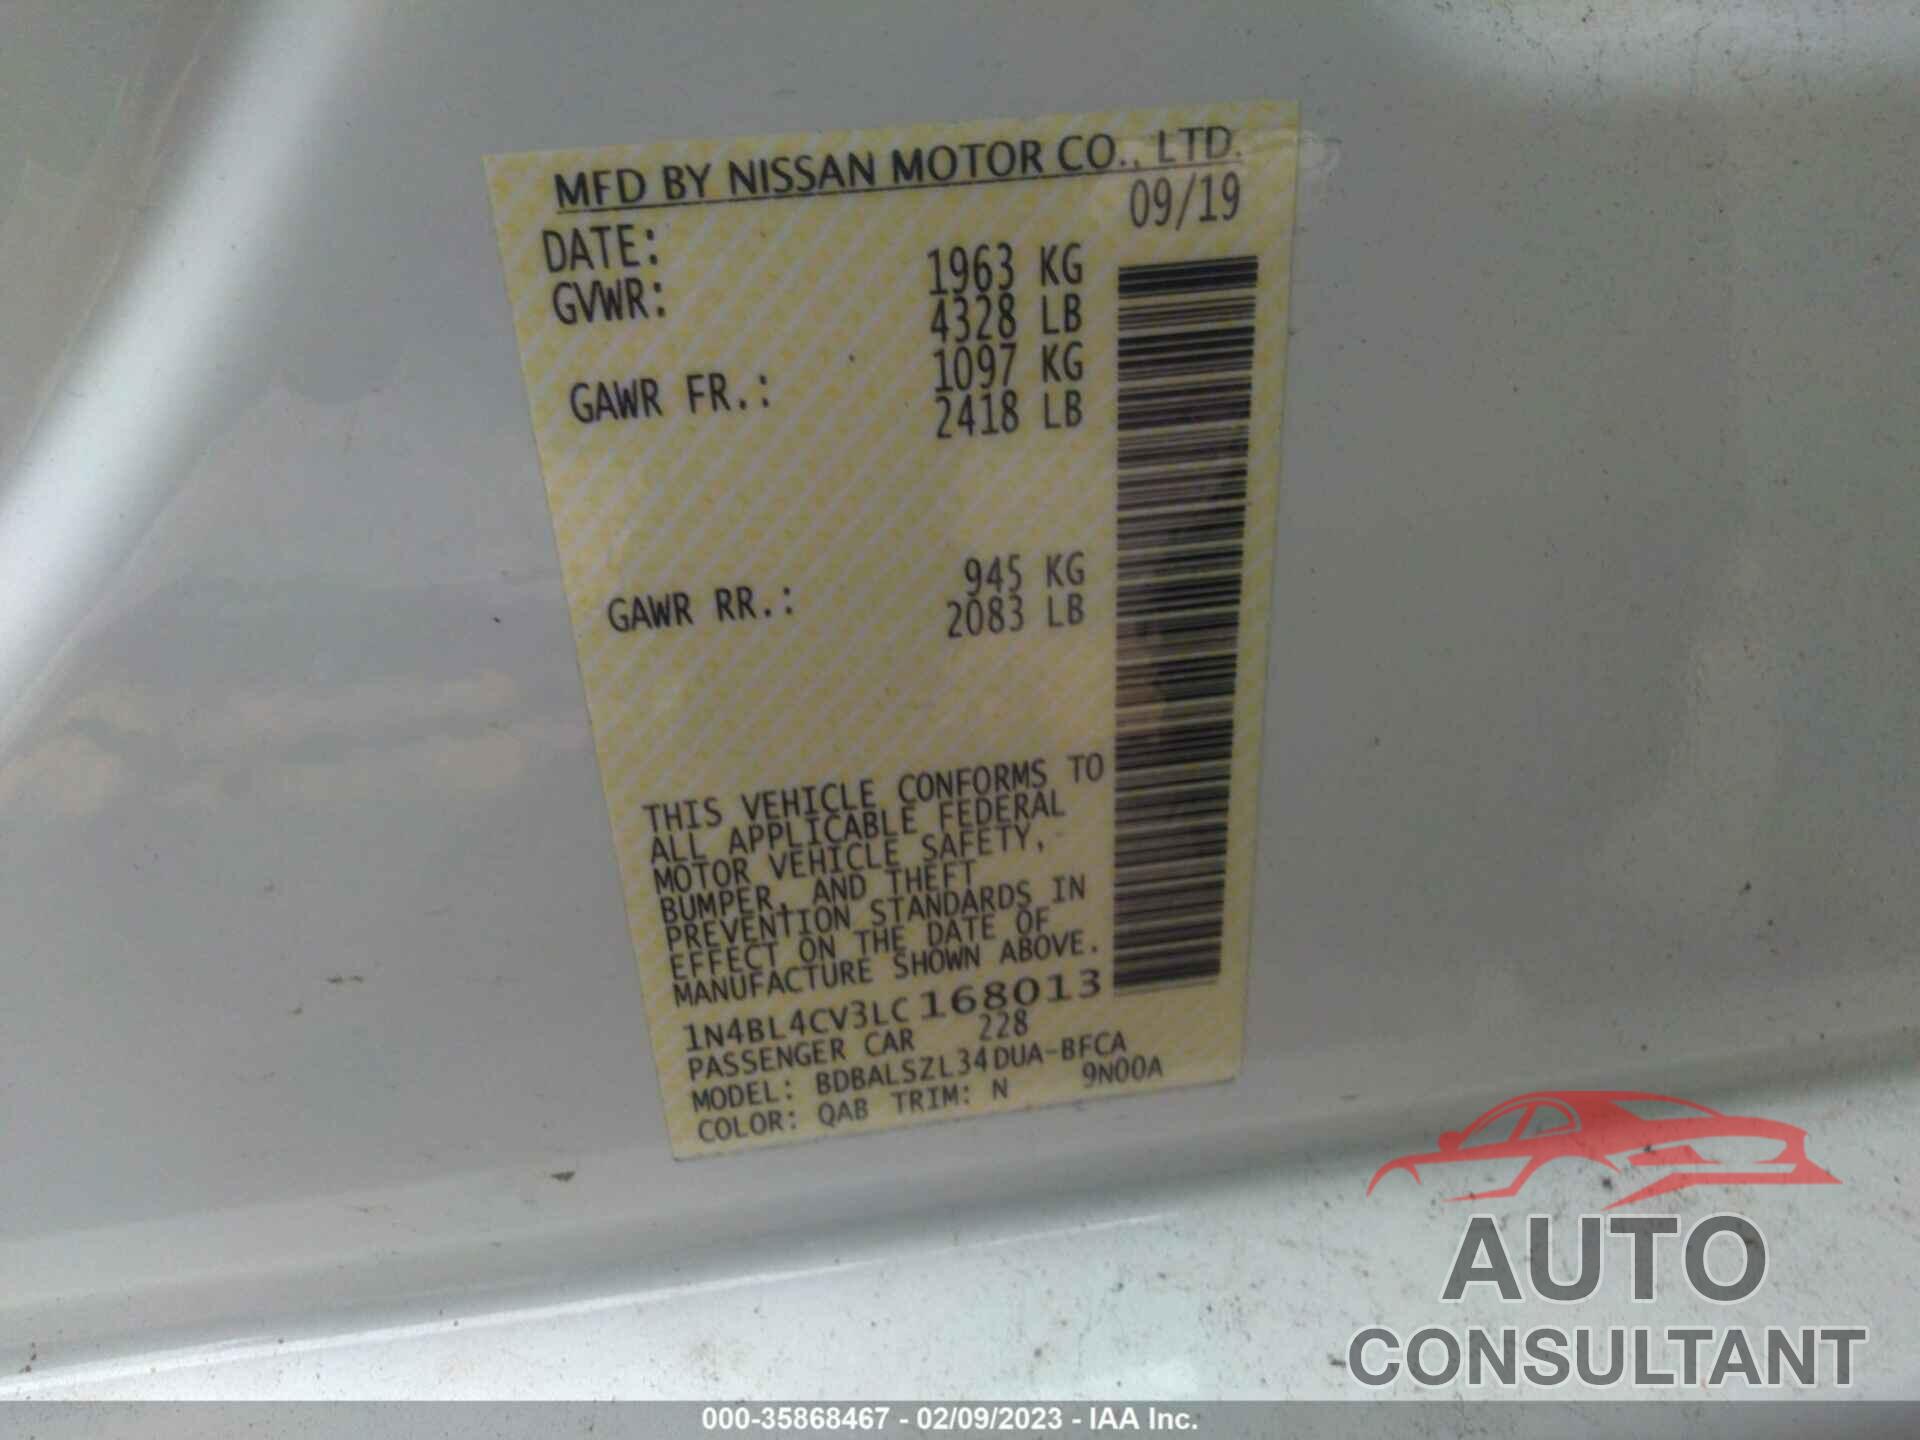 MFD BY NISSAN MOTOR CO., LTD.
DATE: 09/19
GVWR: 1963 KG
4328 LB
GAWR FR.: 1097 KG
2418 LB
GAWR RR.: 945 KG
2083 LB
THIS VEHICLE CONFORMS TO
ALL APPLICABLE FEDERAL
MOTOR VEHICLE SAFETY,
BUMPER, AND THEFT
PREVENTION STANDARDS IN
EFFECT ON THE DATE OF
MANUFACTURE SHOWN ABOVE.
1N4BL4CV3LC168013
PASSENGER CAR 228
MODEL: BDBALSZL34DUA-BFCA
COLOR: QAB TRIM: N 9N00A
AUTO
CONSULTANT
000-35868467 - 02/09/2023 - IAA Inc.